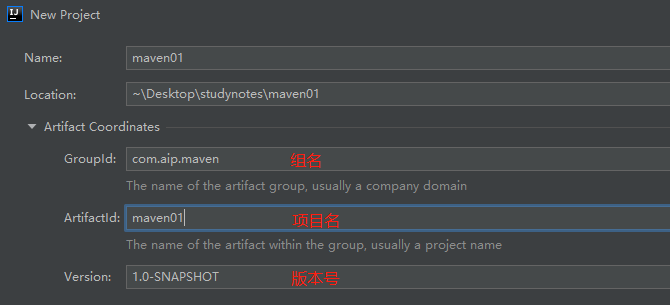 New Project
Name: maven01
Location: ~\Desktop\studynotes\maven01
Artifact Coordinates
GroupId: com.aip.maven 组名
The name of the artifact group, usually a company domain
ArtifactId: maven01 项目名
The name of the artifact within the group, usually a project name
Version: 1.0-SNAPSHOT 版本号